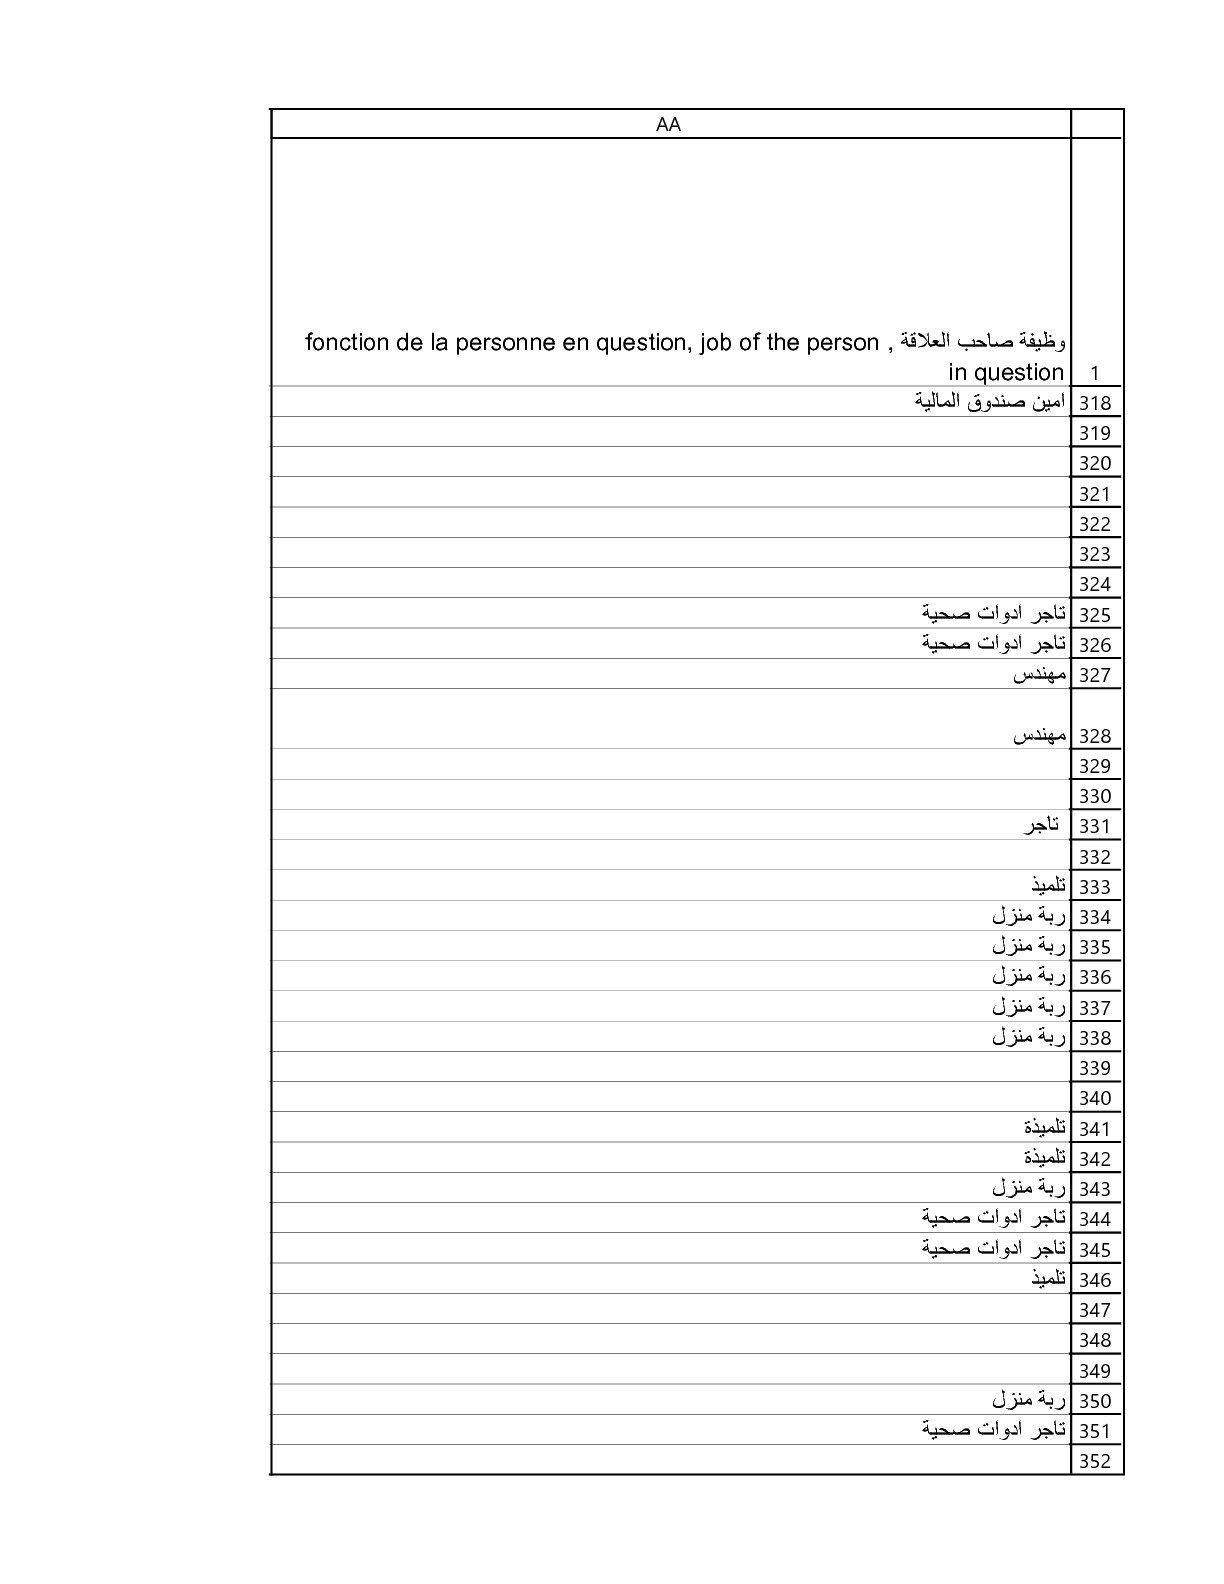 AA
وظيفة صاحب العلاقة , fonction de la personne en question, job of the person
in question 1
امين صندوق المالية 318
319
320
321
322
323
324
تاجر ادوات صحية 325
تاجر ادوات صحية 326
مهندس 327
مهندس 328
329
330
تاجر 331
332
تلميذ 333
ربة منزل 334
ربة منزل 335
ربة منزل 336
ربة منزل 337
ربة منزل 338
339
340
تلميذة 341
تلميذة 342
ربة منزل 343
تاجر ادوات صحية 344
تاجر ادوات صحية 345
تلميذ 346
347
348
349
ربة منزل 350
تاجر ادوات صحية 351
352